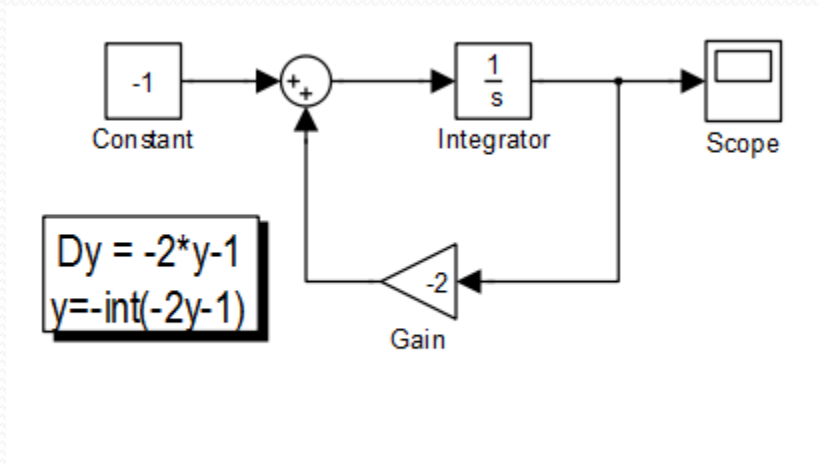 -1
Constant
+
+
1
s
Integrator
Scope
Dy = -2*y-1
y=-int(-2y-1)
-2
Gain